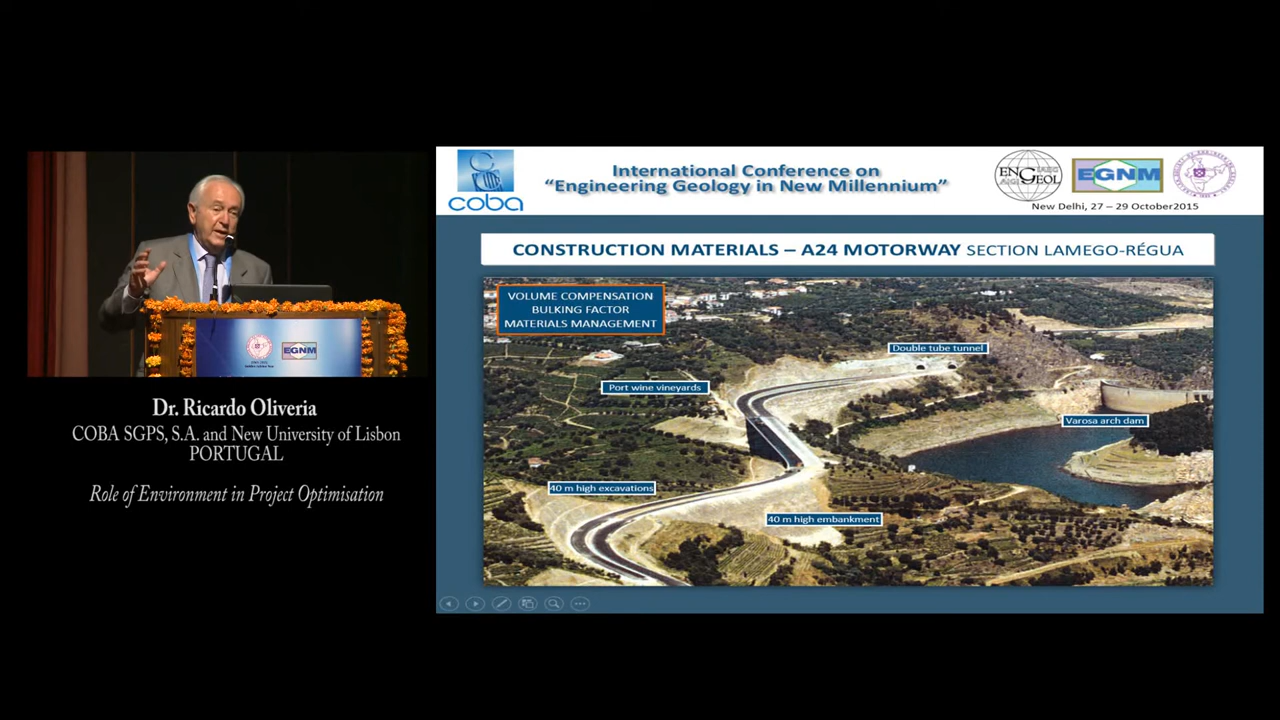 coba
International Conference on
“Engineering Geology in New Millennium”
ENGEOL
EGNM
New Delhi, 27 – 29 October2015
CONSTRUCTION MATERIALS – A24 MOTORWAY SECTION LAMEGO-RÉGUA
VOLUME COMPENSATION
BULKING FACTOR
MATERIALS MANAGEMENT
Double tube tunnel
Port wine vineyards
Varosa arch dam
40 m high excavations
40 m high embankment
EGNM
Dr. Ricardo Oliveria
COBA SGPS, S.A. and New University of Lisbon
PORTUGAL
Role of Environment in Project Optimisation